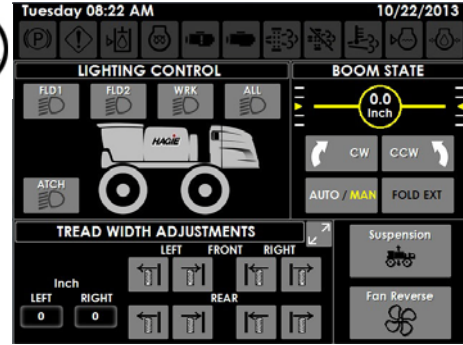 Tuesday 08:22 AM 10/22/2013
(P)
LIGHTING CONTROL
FLD1 FLD2 WRK ALL
HAGIE
ATCH
BOOM STATE
0.0
Inch
CW CCW
AUTO / MAN FOLD EXT
TREAD WIDTH ADJUSTMENTS
LEFT FRONT RIGHT
Inch
LEFT RIGHT
0 0
REAR
Suspension
Fan Reverse